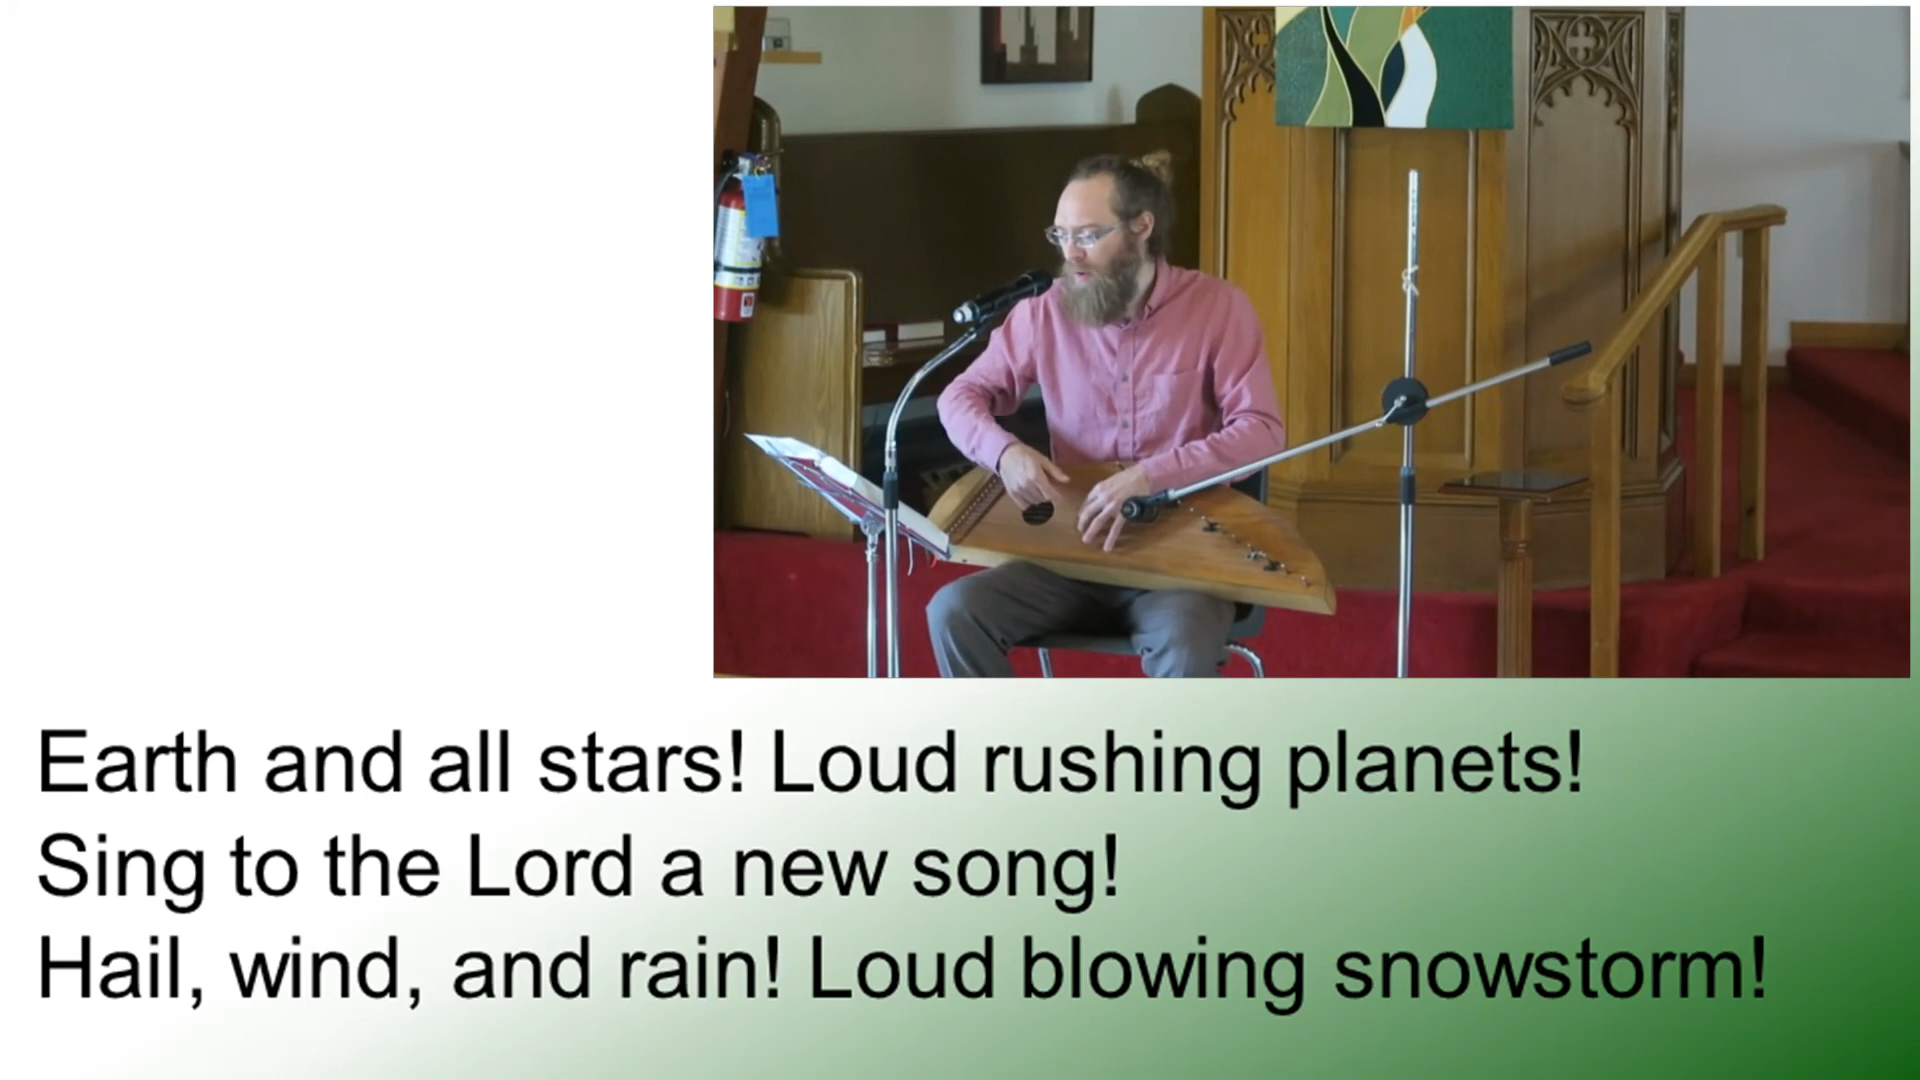 Earth and all stars! Loud rushing planets!
Sing to the Lord a new song!
Hail, wind, and rain! Loud blowing snowstorm!